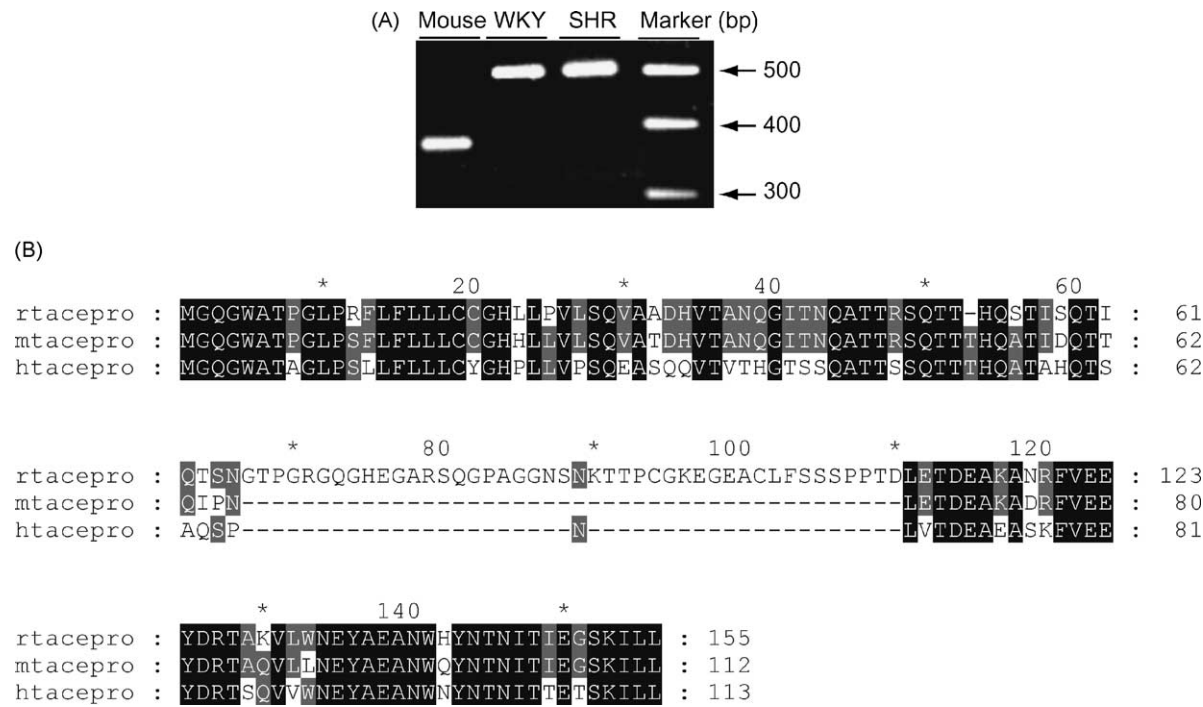 (A) Mouse WKY SHR Marker (bp)
500
400
300
(B)
* 20 * 40 * 60
rtacepro : MGQGWATPGLPRFLFLLLCCGHLLPVLSQVAADHVTANQGITNQATTRSQTT-HQSTISQTI : 61
mtacepro : MGQGWATPGLPSFLFLLLCCGHHLLVLSQVATDHVTANQGITNQATTRSQTTTHQATIDQTT : 62
htacepro : MGQGWATAGLPSLLFLLLCYGHPLLVPSQEASQQVTVTHGTSSQATTSSQTTTHQATAHQTS : 62
* 80 * 100 * 120
rtacepro : QTSNGTPGRGQGHEGARSQGPAGGNSNKTTPCGKEGEACLFSSSPPTDLETDEAKANRFVEE : 123
mtacepro : QIPN--------------------------------------------LETDEAKADRFVEE : 80
htacepro : AQSP----------------------N---------------------LVTDEAEASKFVEE : 81
* 140 *
rtacepro : YDRTAKVLWNEYAEANWHYNTNITIEGSKILL : 155
mtacepro : YDRTAQVLLNEYAEANWQYNTNITIEGSKILL : 112
htacepro : YDRTSQVVWNEYAEANWNYNTNITTETSKILL : 113